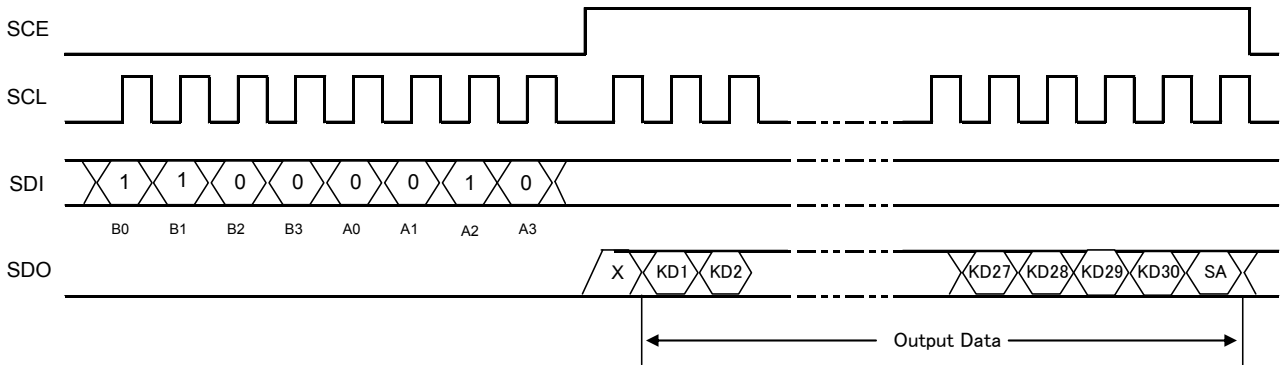 SCE
SCL
SDI 1 1 0 0 0 0 1 0
B0 B1 B2 B3 A0 A1 A2 A3
SDO X KD1 KD2 KD27 KD28 KD29 KD30 SA
Output Data